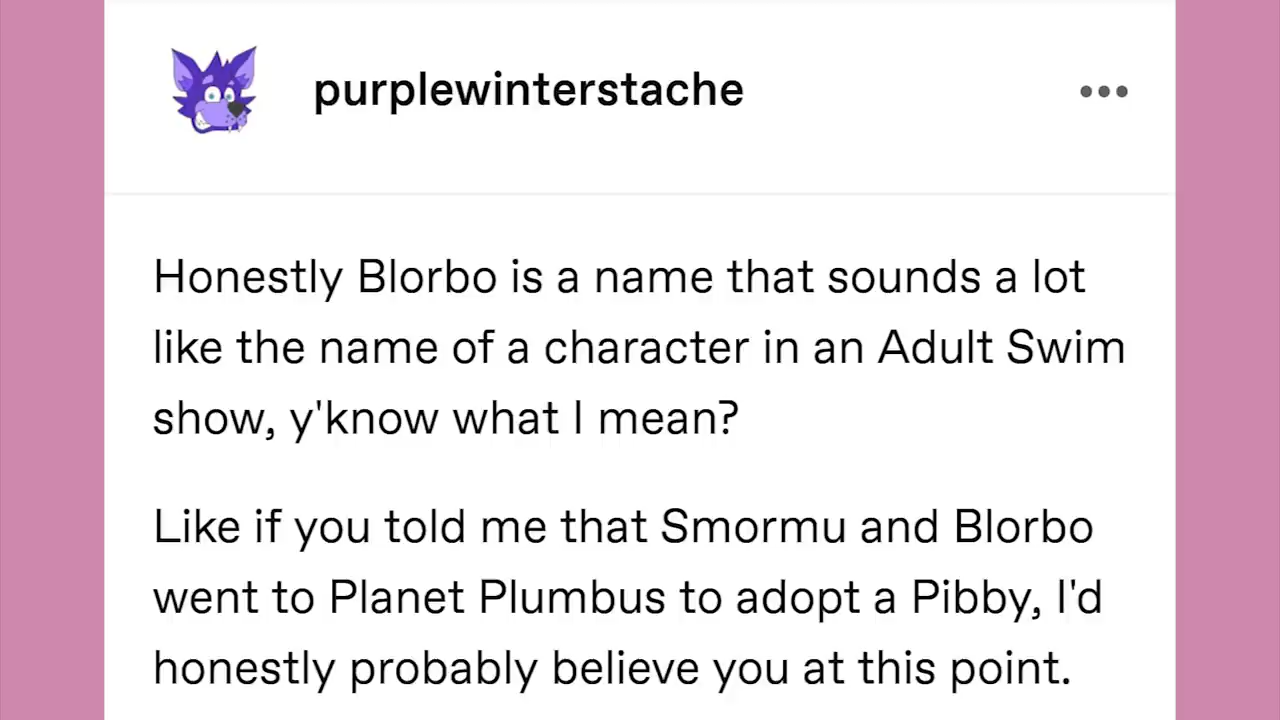 purplewinterstache
Honestly Blorbo is a name that sounds a lot
like the name of a character in an Adult Swim
show, y'know what I mean?
Like if you told me that Smormu and Blorbo
went to Planet Plumbus to adopt a Pibby, I'd
honestly probably believe you at this point.